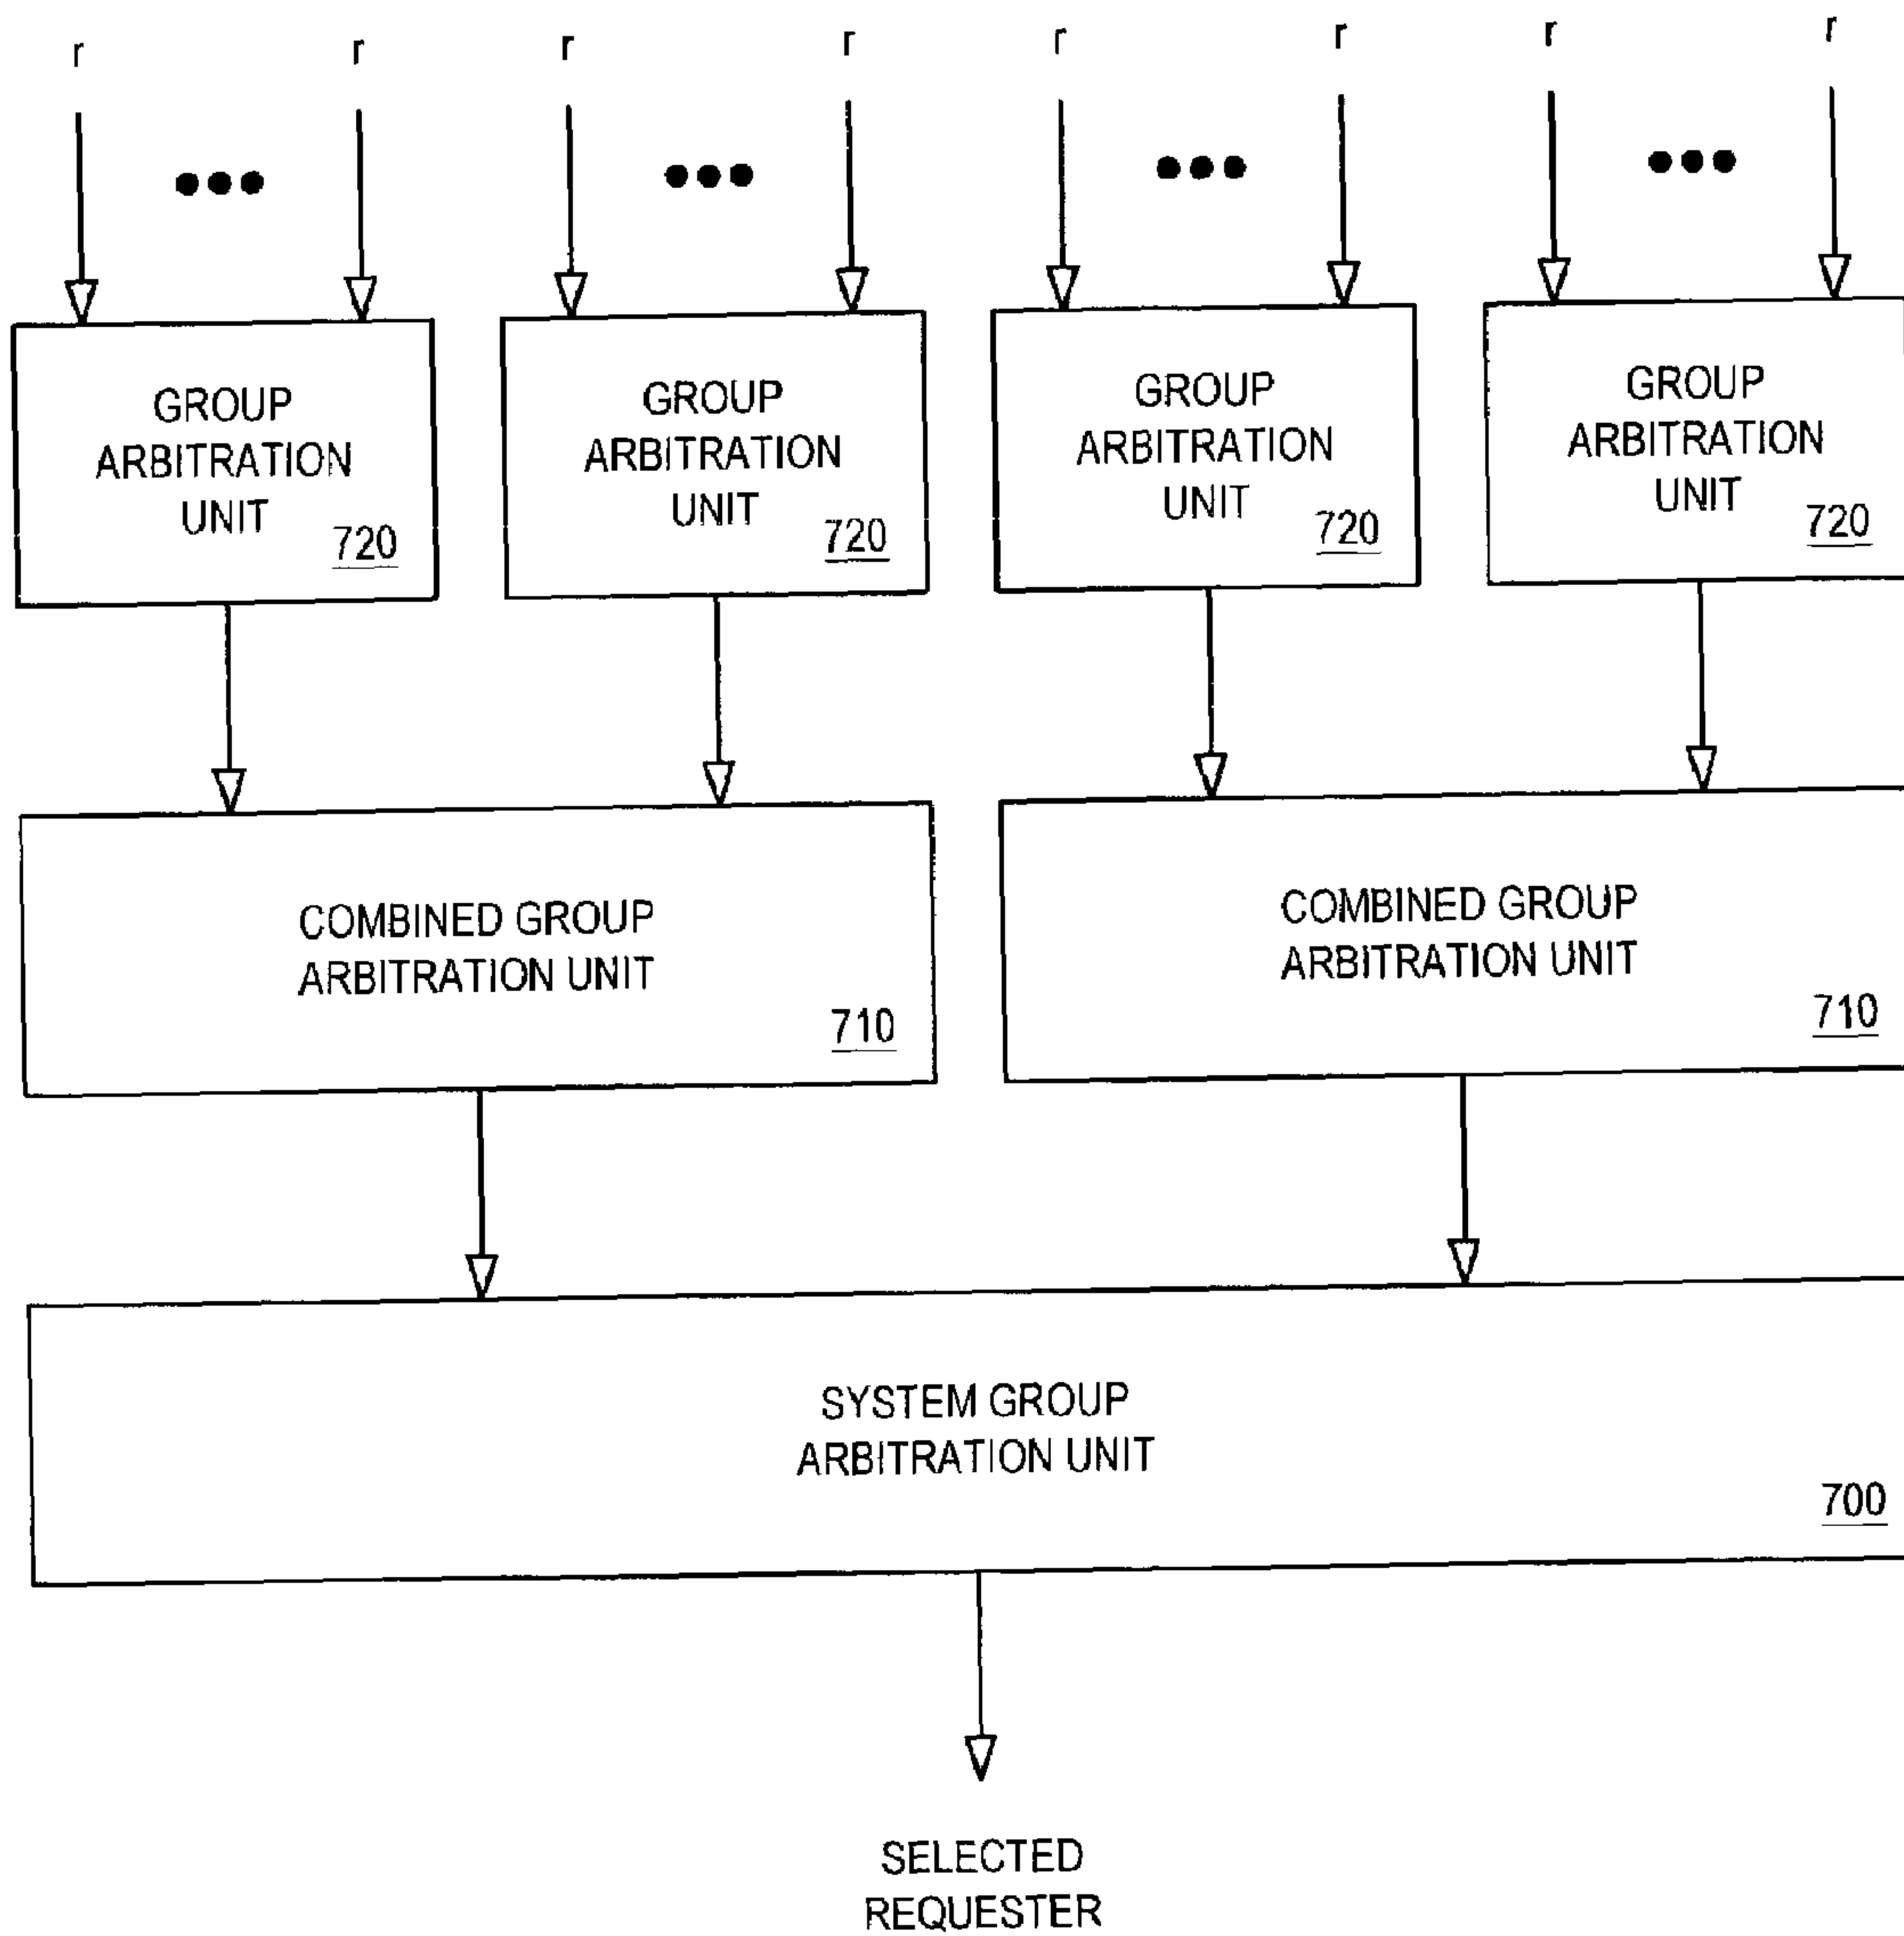 r r r r r r r r
GROUP
ARBITRATION
UNIT
720
GROUP
ARBITRATION
UNIT
720
GROUP
ARBITRATION
UNIT
720
GROUP
ARBITRATION
UNIT
720
COMBINED GROUP
ARBITRATION UNIT
710
COMBINED GROUP
ARBITRATION UNIT
710
SYSTEM GROUP
ARBITRATION UNIT
700
SELECTED
REQUESTER